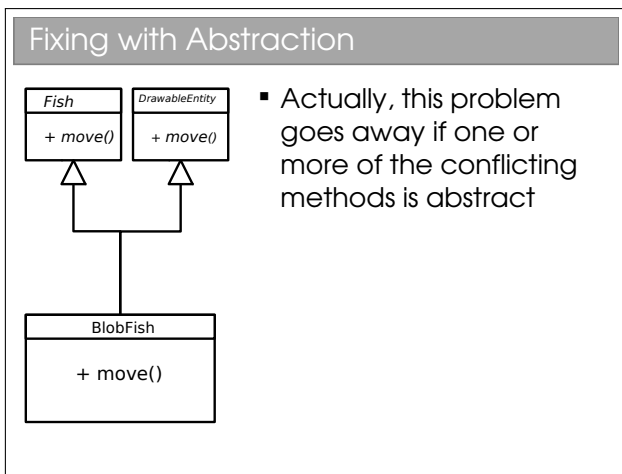 Fixing with Abstraction
Fish
+ move()
DrawableEntity
+ move()
BlobFish
+ move()
▪ Actually, this problem
goes away if one or
more of the conflicting
methods is abstract